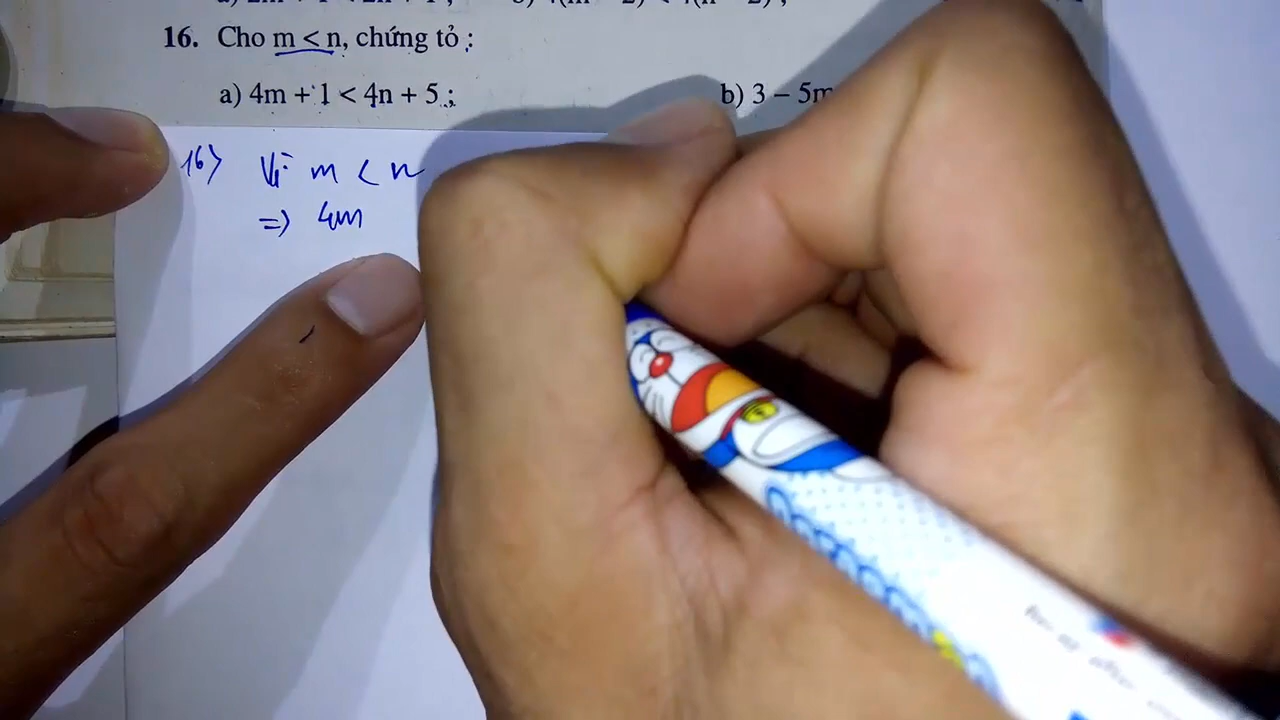 16. Cho m < n, chứng tỏ :
a) 4m + 1 < 4n + 5 ;
b) 3 – 5m
16) Vì m < n
=> 4m